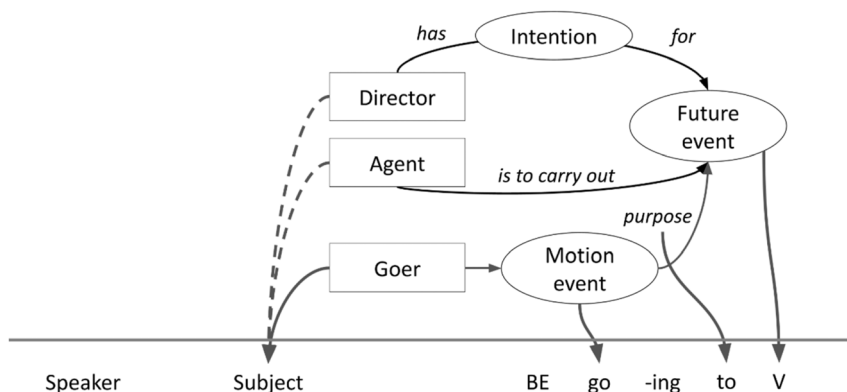 has
Intention
for
Director
Future
event
Agent
is to carry out
purpose
Goer
Motion
event
Speaker Subject BE go -ing to V